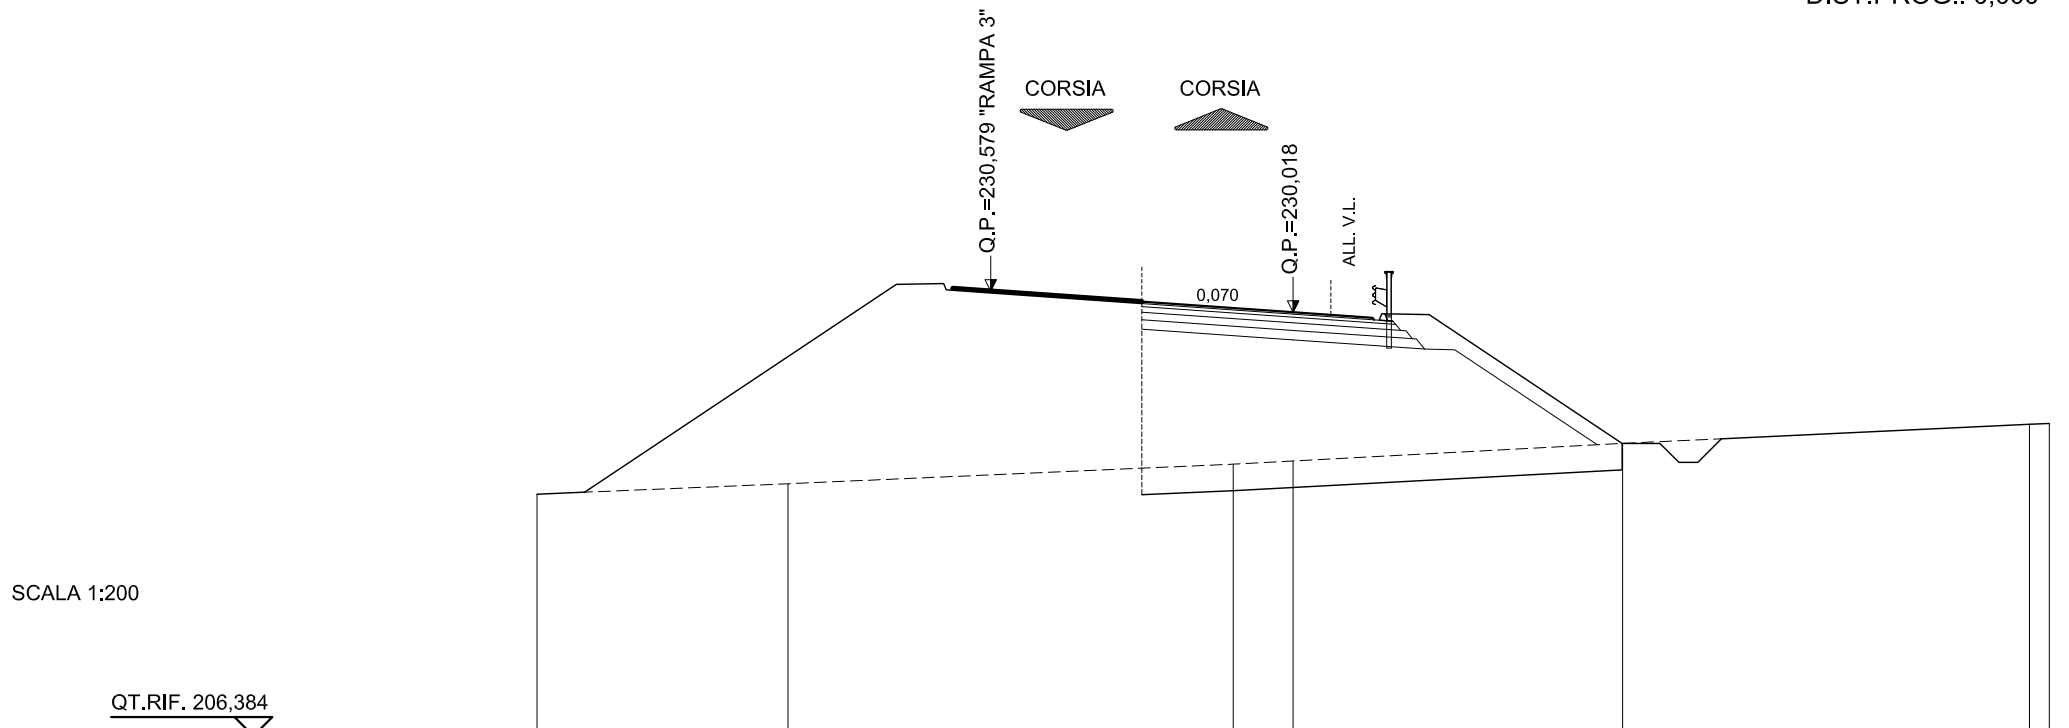 Q.P.=230,579 "RAMPA 3"
CORSIA
CORSIA
Q.P.=230,018
ALL. V.L.
0,070
SCALA 1:200
QT.RIF. 206,384